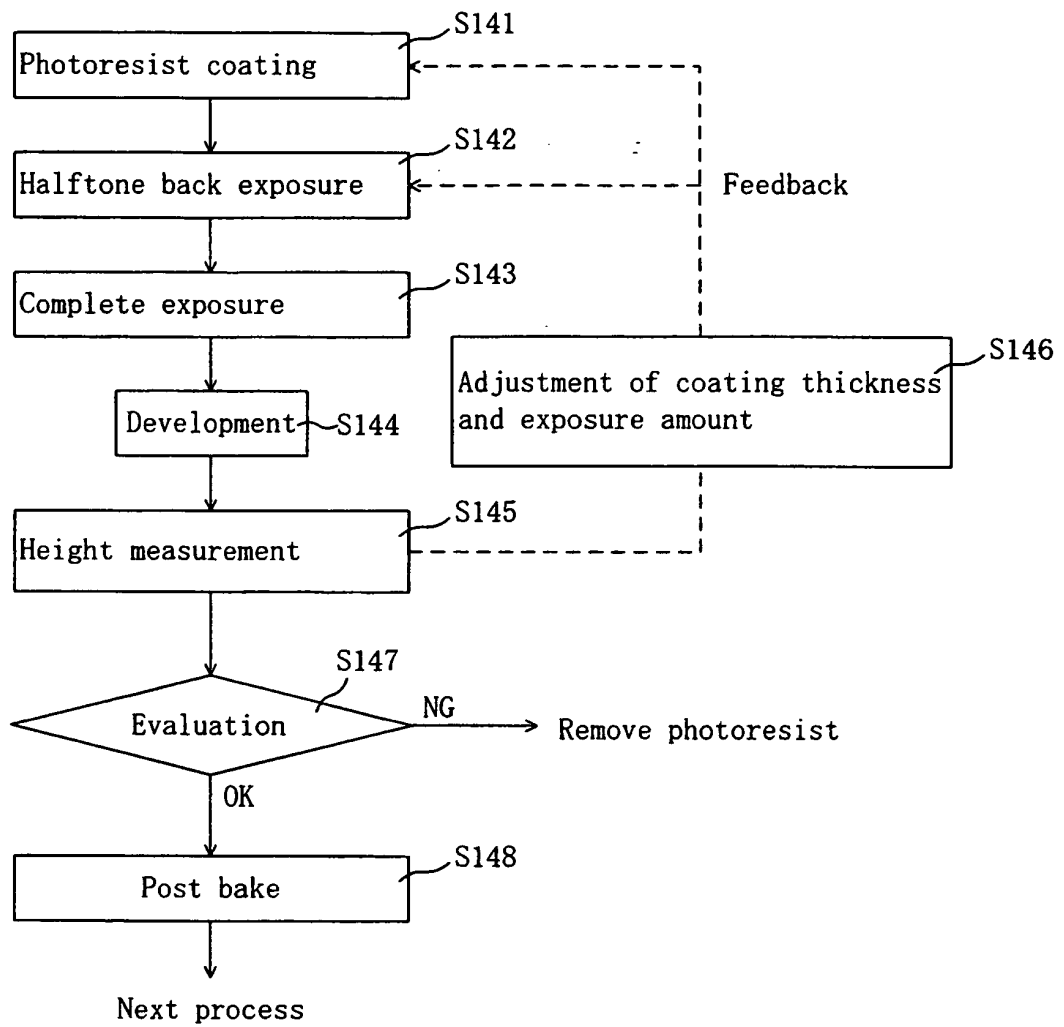 S141
Photoresist coating
S142
Halftone back exposure
Feedback
S143
Complete exposure
S146
Adjustment of coating thickness
and exposure amount
Development
S144
S145
Height measurement
S147
Evaluation
NG
Remove photoresist
OK
S148
Post bake
Next process